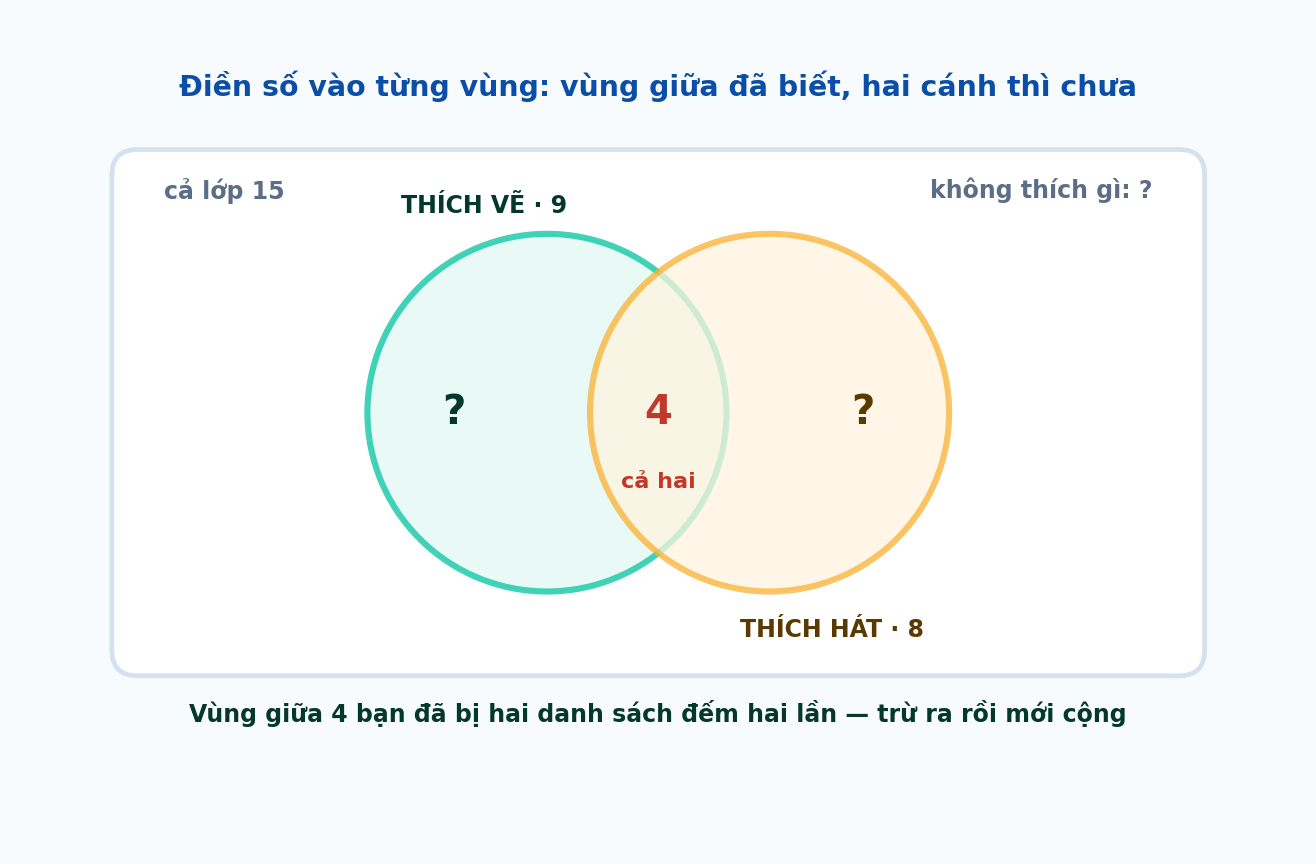 Điền số vào từng vùng: vùng giữa đã biết, hai cánh thì chưa
cả lớp 15
không thích gì: ?
THÍCH VẼ · 9
?
4
?
cả hai
THÍCH HÁT · 8
Vùng giữa 4 bạn đã bị hai danh sách đếm hai lần — trừ ra rồi mới cộng